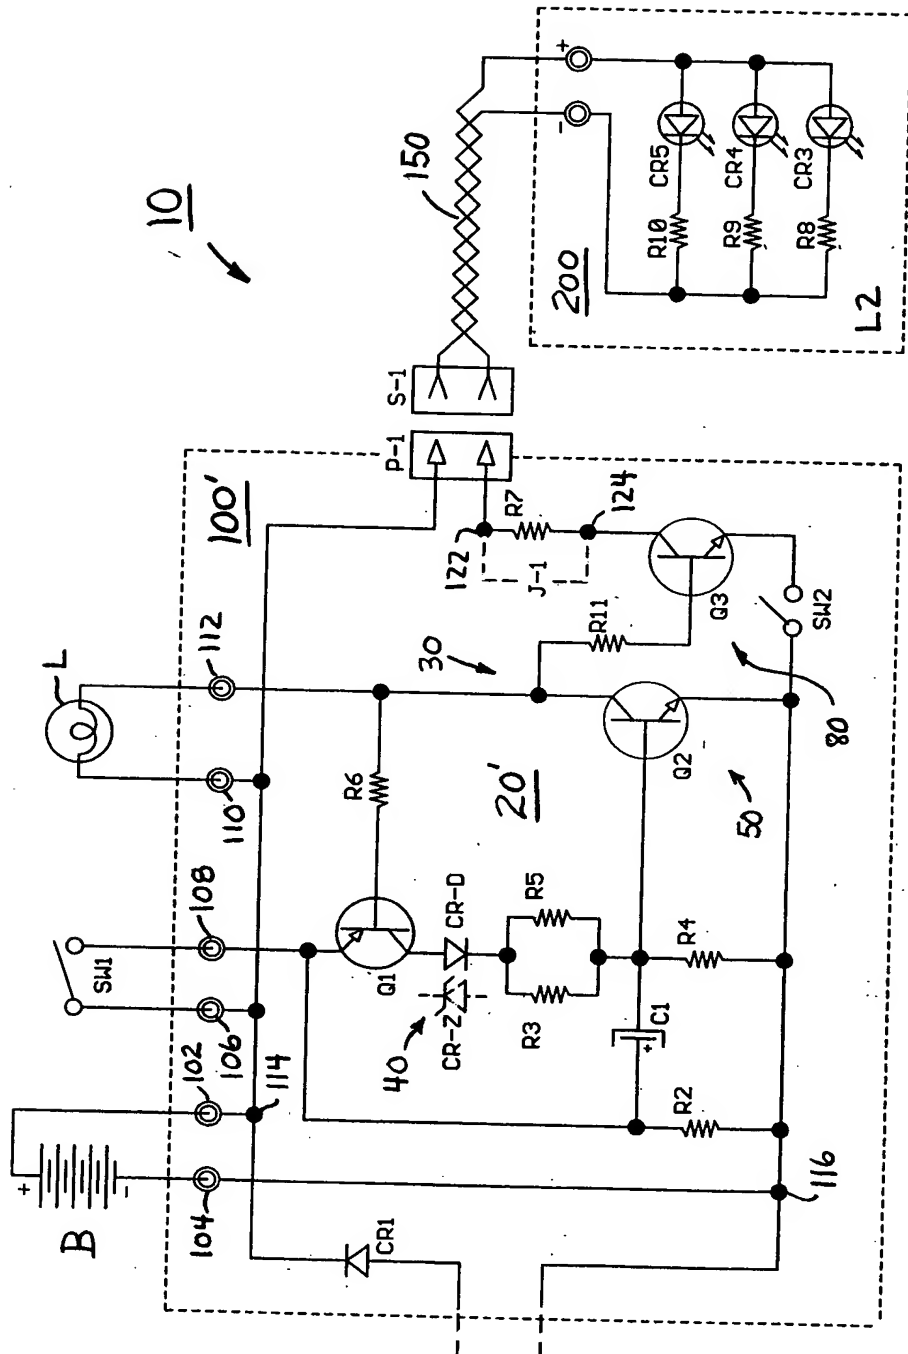 10
150
+
-
CR5
CR4
CR3
R10
R9
R8
200
L2
S-1
P-1
100'
L
112
110
108
SW1
106
102
114
+
-
B
104
122
R7
124
J-1
R11
30
Q3
SW2
80
R6
20'
Q2
50
Q1
CR-D
CR-Z
40
R5
R3
R4
C1
+
R2
CR1
116